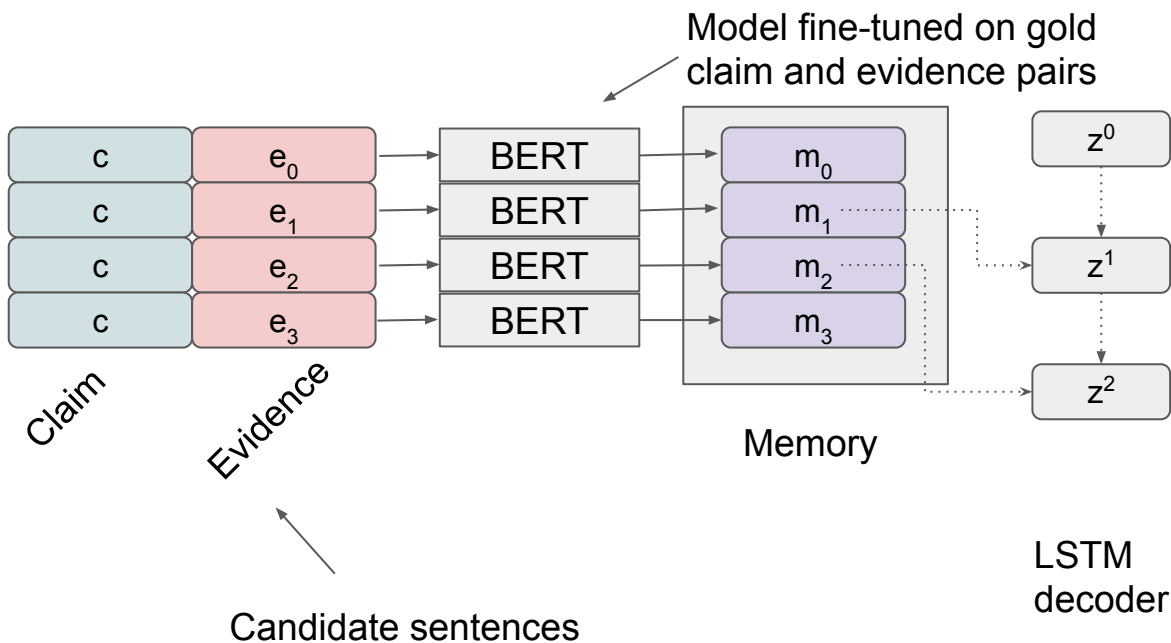 Model fine-tuned on gold
claim and evidence pairs
c e₀ BERT m₀ z⁰
c e₁ BERT m₁ z¹
c e₂ BERT m₂
c e₃ BERT m₃ z²
Claim
Evidence
Memory
LSTM
decoder
Candidate sentences